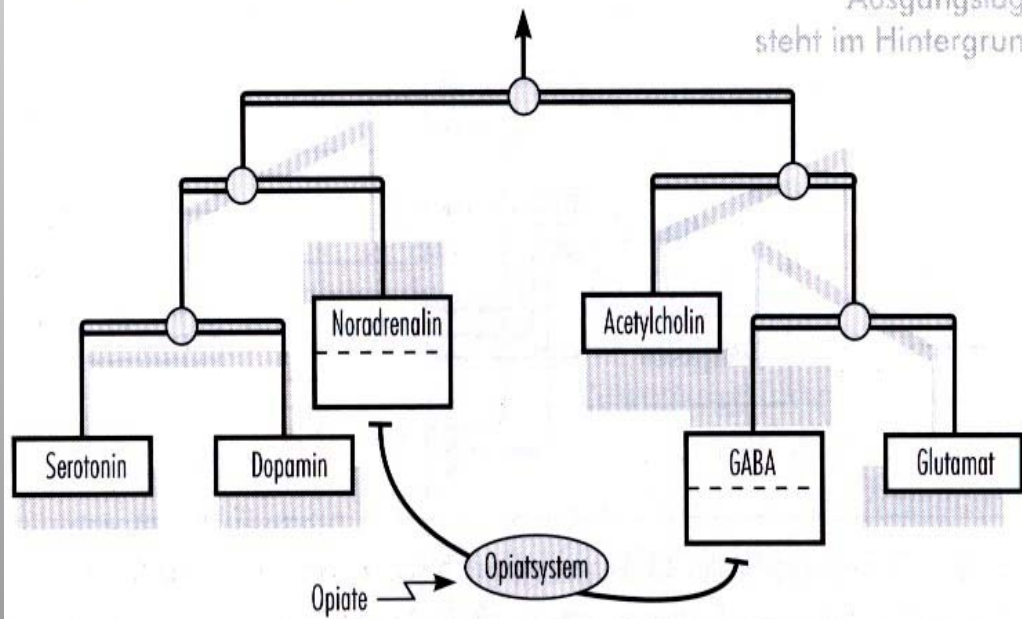 steht im Hintergrun
Noradrenalin
Acetylcholin
Serotonin
Dopamin
GABA
Glutamat
Opiatsystem
Opiate